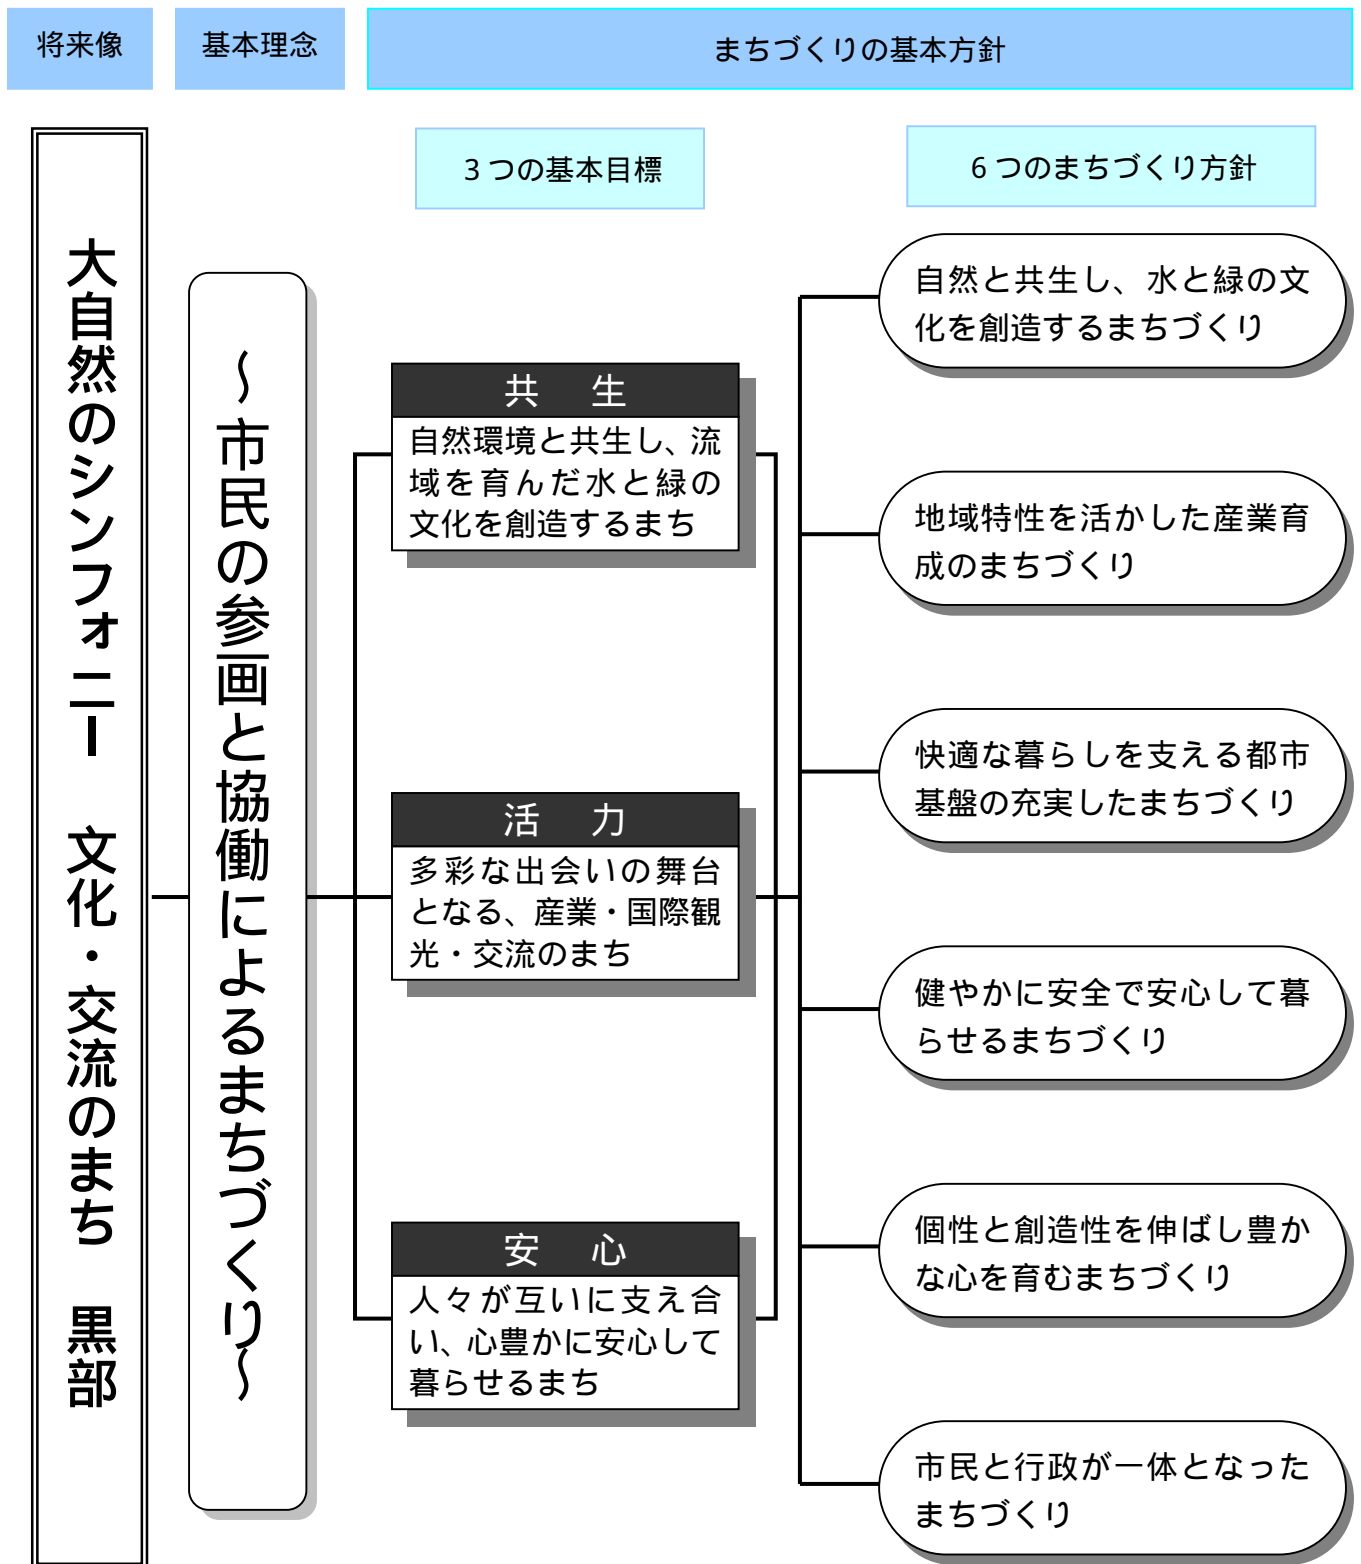 将来像
基本理念
まちづくりの基本方針
3つの基本目標
6つのまちづくり方針
大自然のシンフォニー　文化・交流のまち　黒部
～市民の参画と協働によるまちづくり～
共　生
自然環境と共生し、流
域を育んだ水と緑の
文化を創造するまち
活　力
多彩な出会いの舞台
となる、産業・国際観
光・交流のまち
安　心
人々が互いに支え合
い、心豊かに安心して
暮らせるまち
自然と共生し、水と緑の文
化を創造するまちづくり
地域特性を活かした産業育
成のまちづくり
快適な暮らしを支える都市
基盤の充実したまちづくり
健やかに安全で安心して暮
らせるまちづくり
個性と創造性を伸ばし豊か
な心を育むまちづくり
市民と行政が一体となった
まちづくり